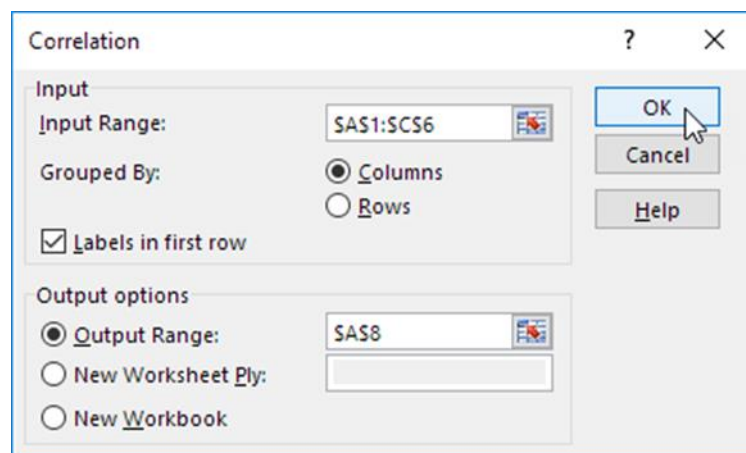 Correlation ? ×
Input
Input Range: $A$1:$C$6
OK
Cancel
Grouped By: Columns
Rows
Help
Labels in first row
Output options
Output Range: $A$8
New Worksheet Ply:
New Workbook